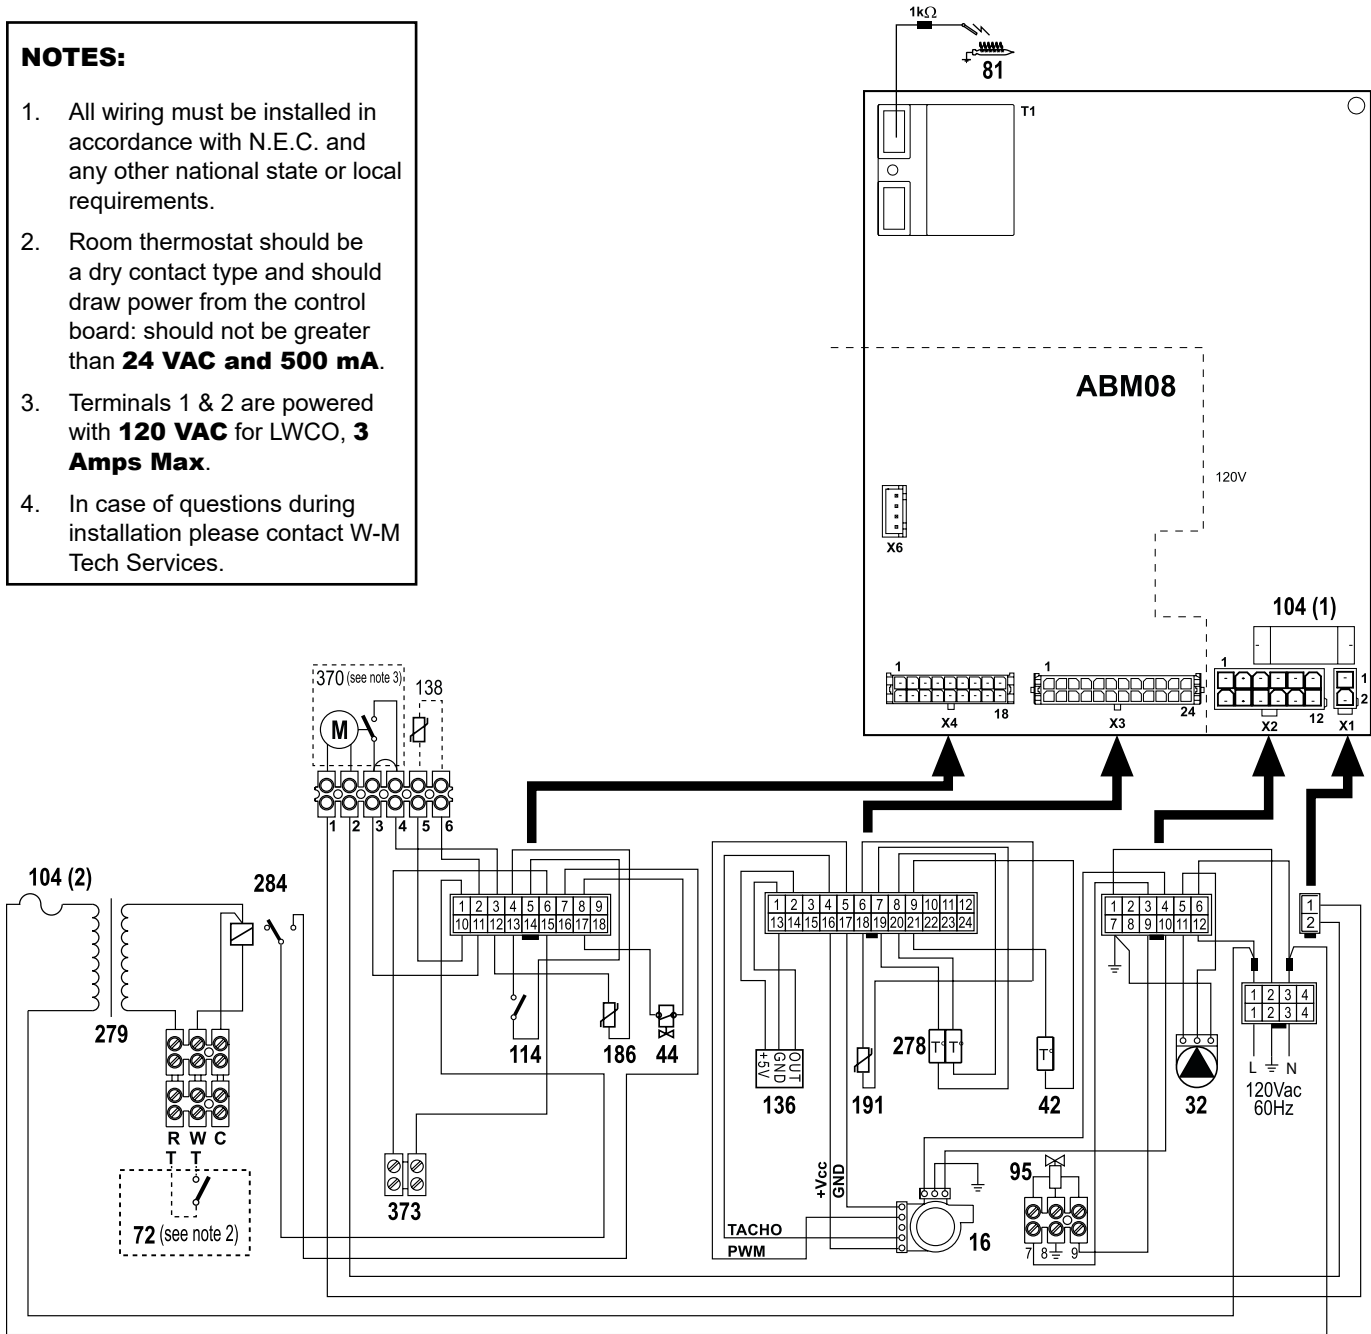 NOTES:
1. All wiring must be installed in
accordance with N.E.C. and
any other national state or local
requirements.
2. Room thermostat should be
a dry contact type and should
draw power from the control
board: should not be greater
than 24 VAC and 500 mA.
3. Terminals 1 & 2 are powered
with 120 VAC for LWCO, 3
Amps Max.
4. In case of questions during
installation please contact W-M
Tech Services.
1kΩ
81
T1
ABM08
120V
X6
104 (1)
1 1 1 1
18 24 12 2
X4 X3 X2 X1
370 (see note 3) 138
M
1 2 3 4 5 6
104 (2) 284
279
1 2 3 4 5 6 7 8 9
10 11 12 13 14 15 16 17 18
1 2 3 4 5 6 7 8 9 10 11 12
13 14 15 16 17 18 19 20 21 22 23 24
1 2 3 4 5 6
7 8 9 10 11 12
1
2
1 2 3 4
1 2 3 4
L N
120Vac
60Hz
114 186 44
+5V GND OUT
136 191 278 T° T° T° 42 32
R W C
T T
72 (see note 2)
373
+Vcc
GND
TACHO
PWM
16
95
7 8 9